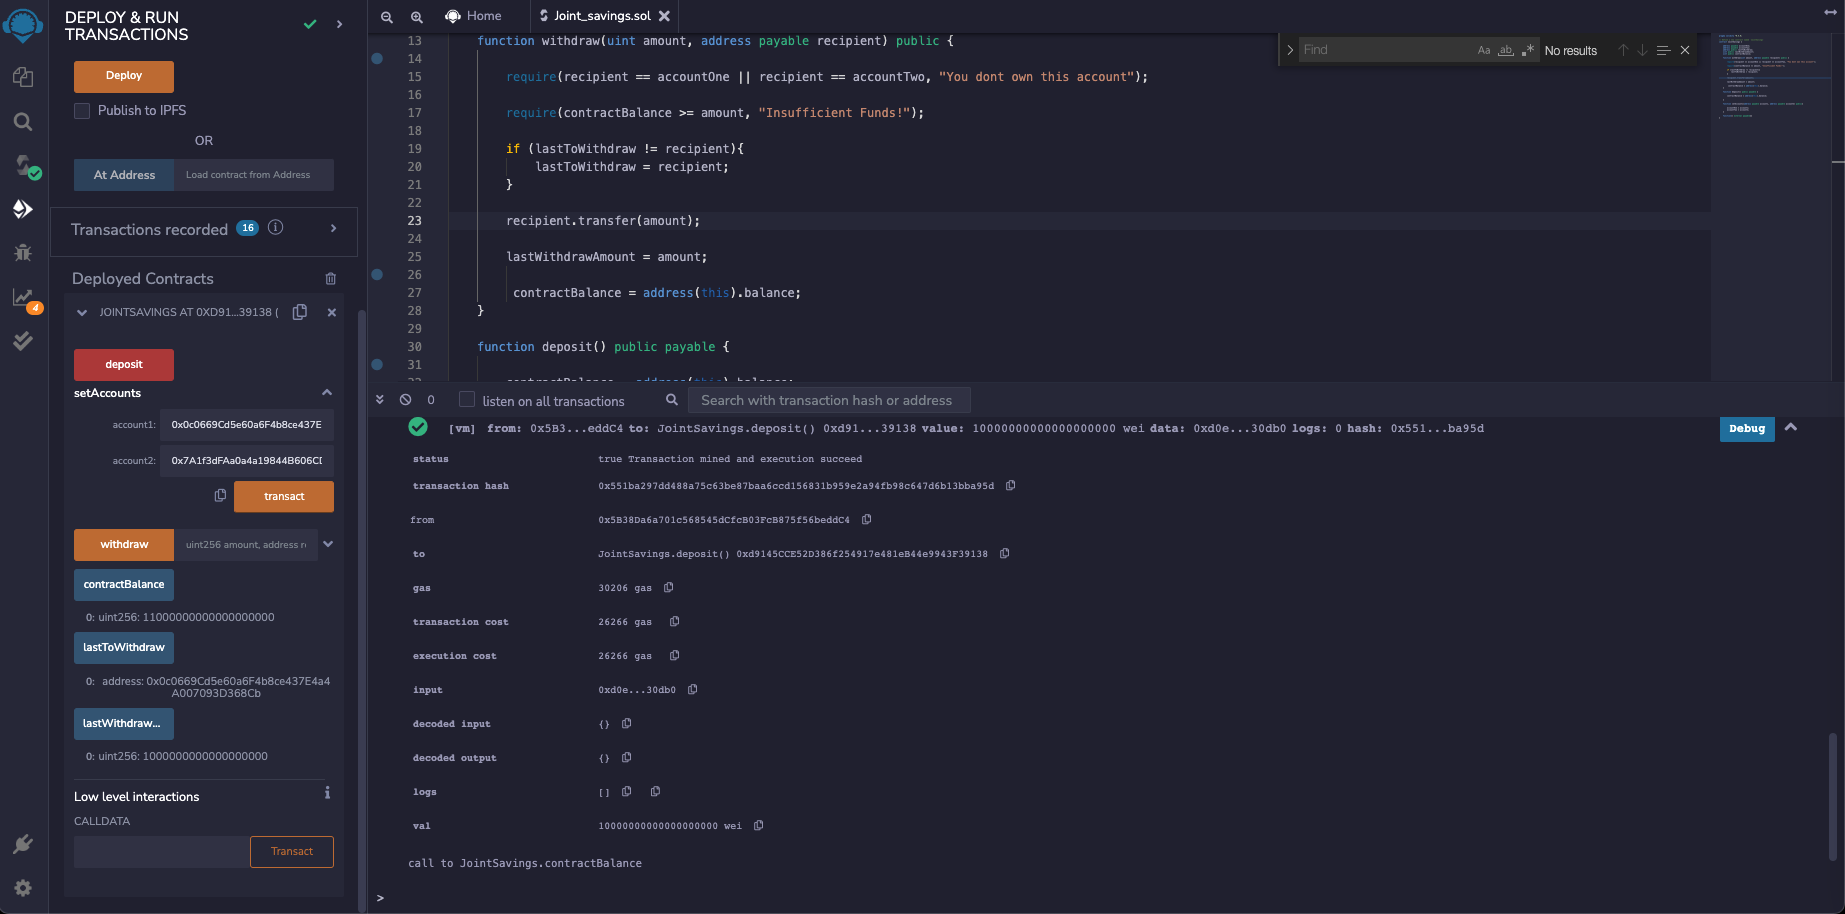 DEPLOY & RUN
TRANSACTIONS
Deploy
Publish to IPFS
OR
At Address Load contract from Address
Transactions recorded 16 i
Deployed Contracts
JOINTSAVINGS AT 0XD91...39138 (
deposit
setAccounts
account1: 0x0c0669Cd5e60a6F4b8ce437E
account2: 0x7A1f3dFAa0a4a19844B606CD
transact
withdraw uint256 amount, address re
contractBalance
0: uint256: 11000000000000000000
lastToWithdraw
0: address: 0x0c0669Cd5e60a6F4b8ce437E4a4
A007093D368Cb
lastWithdraw...
0: uint256: 1000000000000000000
Low level interactions i
CALLDATA
Transact
4
Home Joint_savings.sol
Find Aa ab .* No results
13 function withdraw(uint amount, address payable recipient) public {
14
15 require(recipient == accountOne || recipient == accountTwo, "You dont own this account");
16
17 require(contractBalance >= amount, "Insufficient Funds!");
18
19 if (lastToWithdraw != recipient){
20 lastToWithdraw = recipient;
21 }
22
23 recipient.transfer(amount);
24
25 lastWithdrawAmount = amount;
26
27 contractBalance = address(this).balance;
28 }
29
30 function deposit() public payable {
31
32 contractBalance = address(this).balance;
0 listen on all transactions Search with transaction hash or address
[vm] from: 0x5B3...eddC4 to: JointSavings.deposit() 0xd91...39138 value: 10000000000000000000 wei data: 0xd0e...30db0 logs: 0 hash: 0x551...ba95d Debug
status true Transaction mined and execution succeed
transaction hash 0x551ba297dd488a75c63be87baa6ccd156831b959e2a94fb98c647d6b13bba95d
from 0x5B38Da6a701c568545dCfcB03FcB875f56beddC4
to JointSavings.deposit() 0xd9145CCE52D386f254917e481eB44e9943F39138
gas 30206 gas
transaction cost 26266 gas
execution cost 26266 gas
input 0xd0e...30db0
decoded input {}
decoded output {}
logs []
val 10000000000000000000 wei
call to JointSavings.contractBalance
>